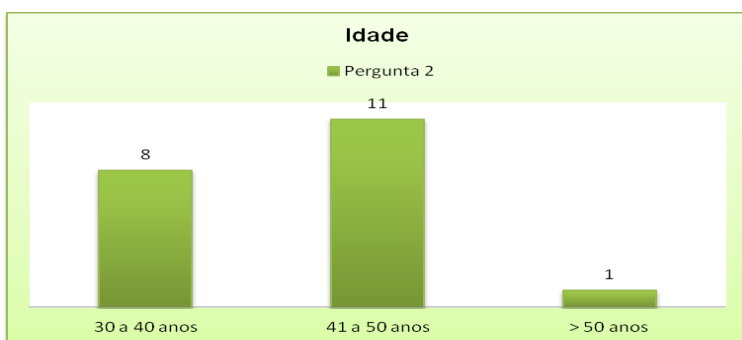 Idade
Pergunta 2
11
8
1
30 a 40 anos
41 a 50 anos
> 50 anos